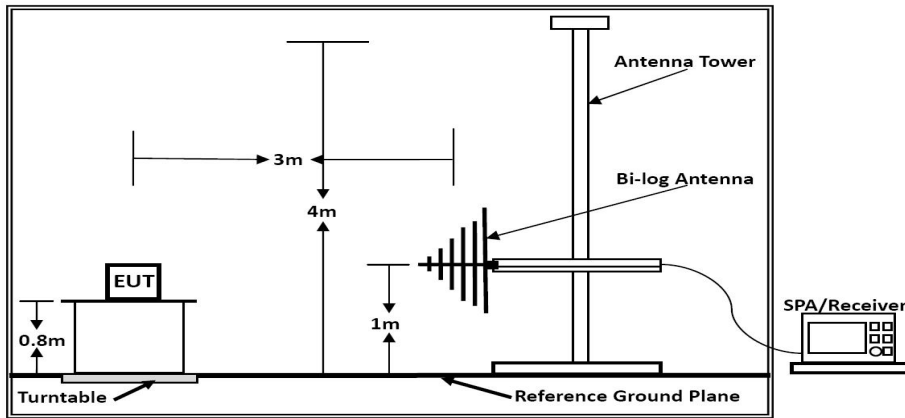 Antenna Tower
3m
Bi-log Antenna
4m
EUT
SPA/Receiver
0.8m
1m
Turntable
Reference Ground Plane